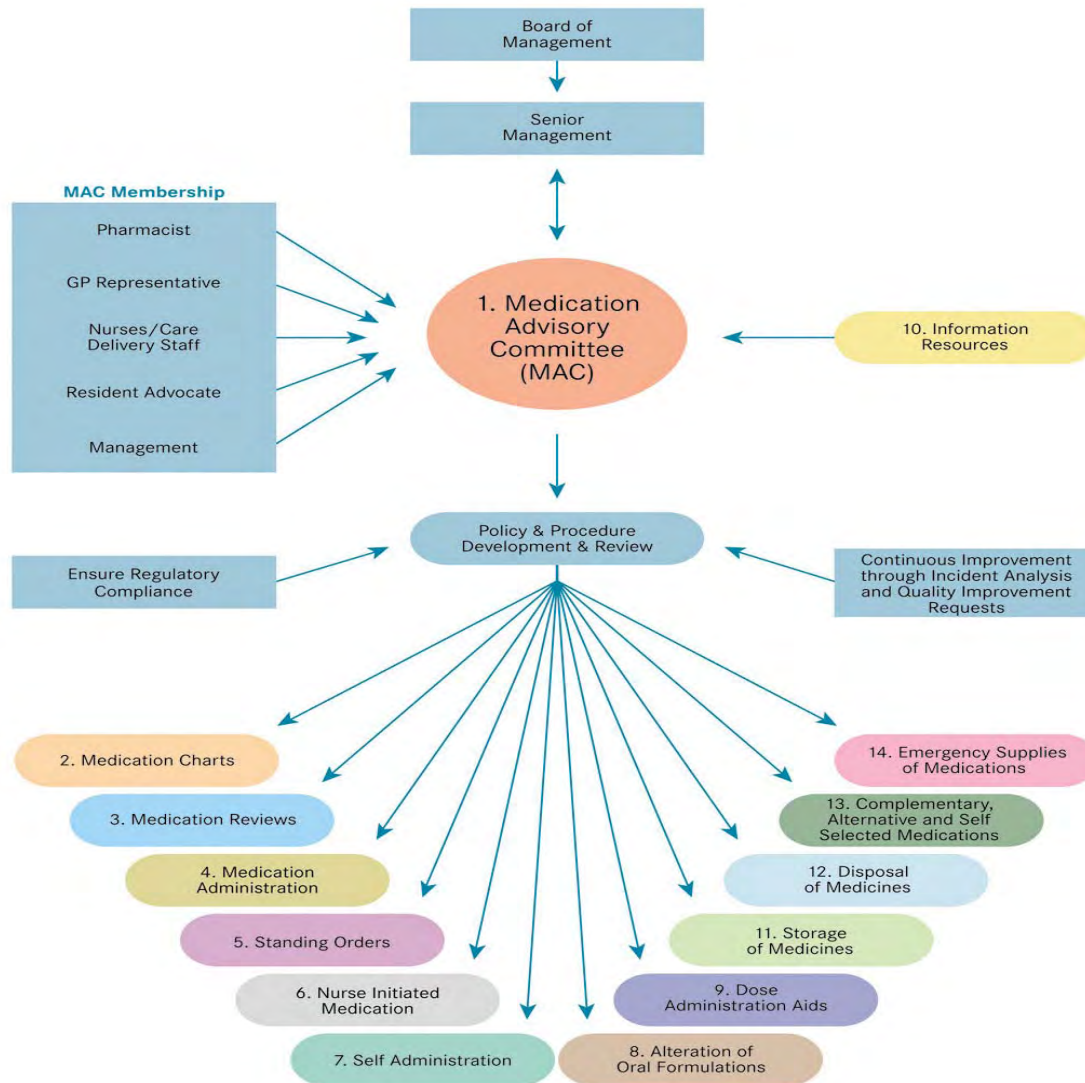 Board of
Management
Senior
Management
MAC Membership
Pharmacist
GP Representative
Nurses/Care
Delivery Staff
Resident Advocate
Management
1. Medication
Advisory
Committee
(MAC)
10. Information
Resources
Policy & Procedure
Development & Review
Ensure Regulatory
Compliance
Continuous Improvement
through Incident Analysis
and Quality Improvement
Requests
2. Medication Charts
3. Medication Reviews
4. Medication
Administration
5. Standing Orders
6. Nurse Initiated
Medication
7. Self Administration
8. Alteration of
Oral Formulations
9. Dose
Administration Aids
11. Storage
of Medicines
12. Disposal
of Medicines
13. Complementary,
Alternative and Self
Selected Medications
14. Emergency Supplies
of Medications